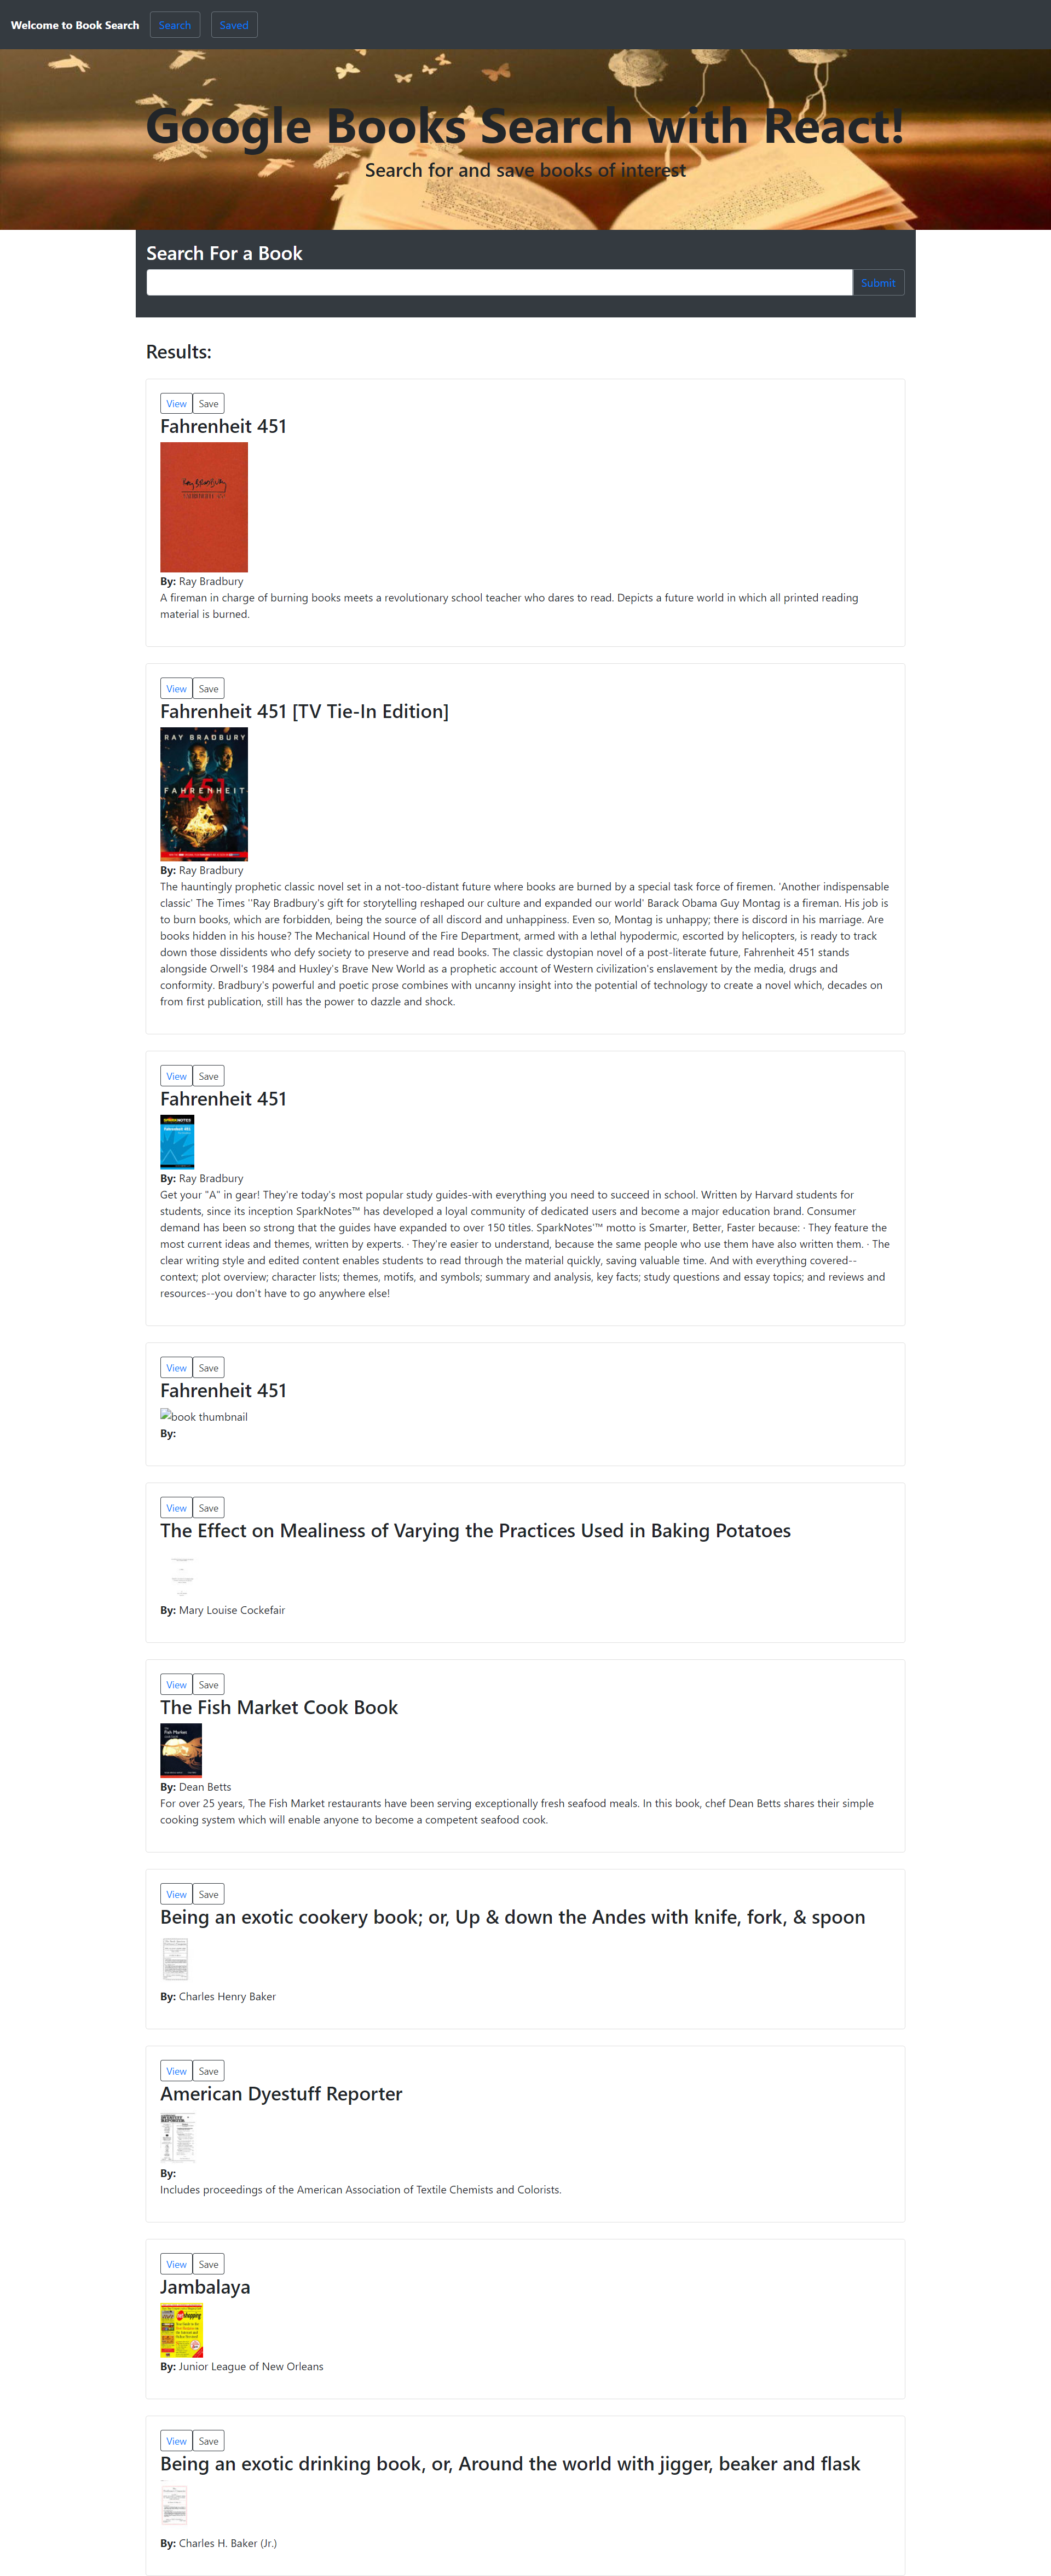 Welcome to Book Search
Search
Saved
Google Books Search with React!
Search for and save books of interest
Search For a Book
Submit
Results:
View
Save
Fahrenheit 451
Ray Bradbury
FAHRENHEIT 451
By: Ray Bradbury
A fireman in charge of burning books meets a revolutionary school teacher who dares to read. Depicts a future world in which all printed reading
material is burned.
View
Save
Fahrenheit 451 [TV Tie-In Edition]
RAY BRADBURY
451
FAHRENHEIT
By: Ray Bradbury
The hauntingly prophetic classic novel set in a not-too-distant future where books are burned by a special task force of firemen. 'Another indispensable
classic' The Times ''Ray Bradbury's gift for storytelling reshaped our culture and expanded our world' Barack Obama Guy Montag is a fireman. His job is
to burn books, which are forbidden, being the source of all discord and unhappiness. Even so, Montag is unhappy; there is discord in his marriage. Are
books hidden in his house? The Mechanical Hound of the Fire Department, armed with a lethal hypodermic, escorted by helicopters, is ready to track
down those dissidents who defy society to preserve and read books. The classic dystopian novel of a post-literate future, Fahrenheit 451 stands
alongside Orwell's 1984 and Huxley's Brave New World as a prophetic account of Western civilization's enslavement by the media, drugs and
conformity. Bradbury's powerful and poetic prose combines with uncanny insight into the potential of technology to create a novel which, decades on
from first publication, still has the power to dazzle and shock.
View
Save
Fahrenheit 451
SPARKNOTES
Fahrenheit 451
By: Ray Bradbury
Get your "A" in gear! They're today's most popular study guides-with everything you need to succeed in school. Written by Harvard students for
students, since its inception SparkNotes™ has developed a loyal community of dedicated users and become a major education brand. Consumer
demand has been so strong that the guides have expanded to over 150 titles. SparkNotes'™ motto is Smarter, Better, Faster because: · They feature the
most current ideas and themes, written by experts. · They're easier to understand, because the same people who use them have also written them. · The
clear writing style and edited content enables students to read through the material quickly, saving valuable time. And with everything covered--
context; plot overview; character lists; themes, motifs, and symbols; summary and analysis, key facts; study questions and essay topics; and reviews and
resources--you don't have to go anywhere else!
View
Save
Fahrenheit 451
book thumbnail
By:
View
Save
The Effect on Mealiness of Varying the Practices Used in Baking Potatoes
By: Mary Louise Cockefair
View
Save
The Fish Market Cook Book
Fish Market
By: Dean Betts
For over 25 years, The Fish Market restaurants have been serving exceptionally fresh seafood meals. In this book, chef Dean Betts shares their simple
cooking system which will enable anyone to become a competent seafood cook.
View
Save
Being an exotic cookery book; or, Up & down the Andes with knife, fork, & spoon
By: Charles Henry Baker
View
Save
American Dyestuff Reporter
By:
Includes proceedings of the American Association of Textile Chemists and Colorists.
View
Save
Jambalaya
shopping
By: Junior League of New Orleans
View
Save
Being an exotic drinking book, or, Around the world with jigger, beaker and flask
By: Charles H. Baker (Jr.)